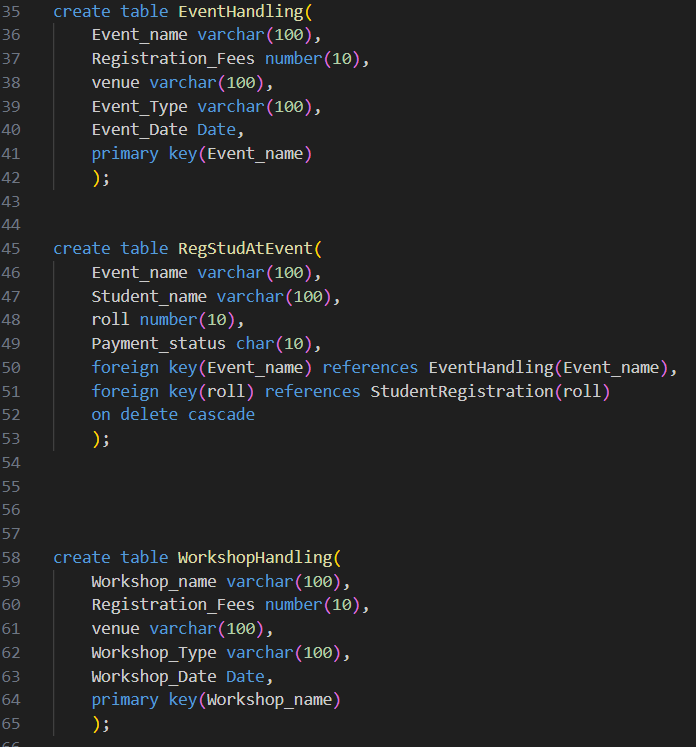 35 create table EventHandling(
36 Event_name varchar(100),
37 Registration_Fees number(10),
38 venue varchar(100),
39 Event_Type varchar(100),
40 Event_Date Date,
41 primary key(Event_name)
42 );
43
44
45 create table RegStudAtEvent(
46 Event_name varchar(100),
47 Student_name varchar(100),
48 roll number(10),
49 Payment_status char(10),
50 foreign key(Event_name) references EventHandling(Event_name),
51 foreign key(roll) references StudentRegistration(roll)
52 on delete cascade
53 );
54
55
56
57
58 create table WorkshopHandling(
59 Workshop_name varchar(100),
60 Registration_Fees number(10),
61 venue varchar(100),
62 Workshop_Type varchar(100),
63 Workshop_Date Date,
64 primary key(Workshop_name)
65 );
66